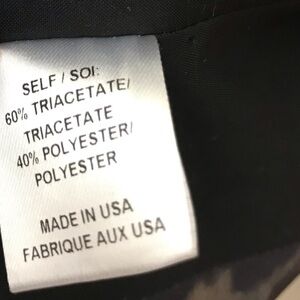 SELF / SOI:
60% TRIACETATE/
TRIACETATE
40% POLYESTER/
POLYESTER
MADE IN USA
FABRIQUE AUX USA